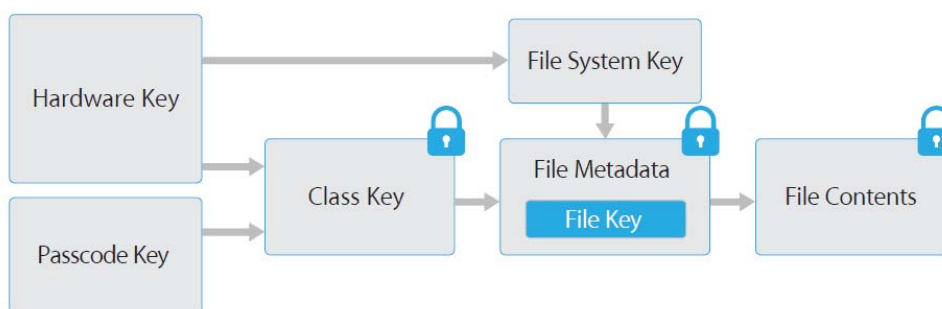 Hardware Key
File System Key
Class Key
File Metadata
File Key
File Contents
Passcode Key